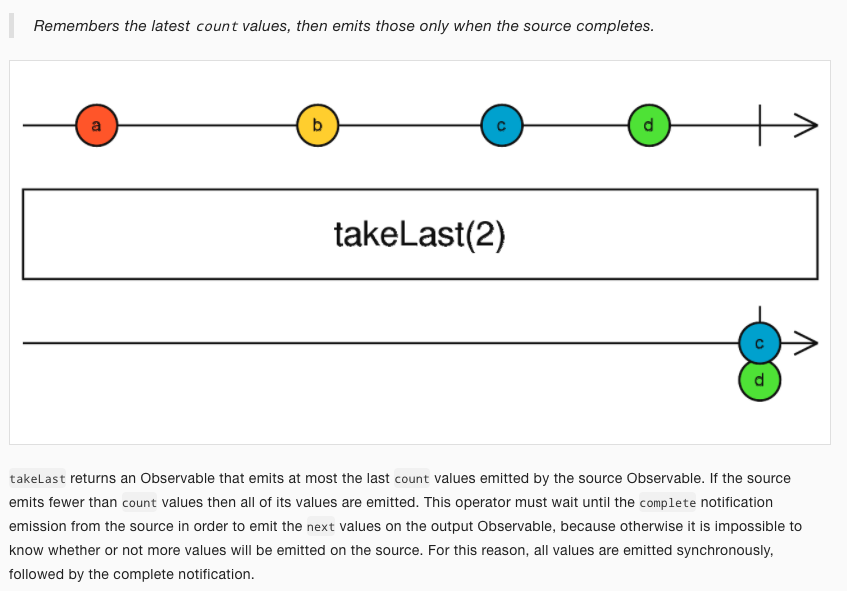 Remembers the latest count values, then emits those only when the source completes.
a b c d
takeLast(2)
c
d
takeLast returns an Observable that emits at most the last count values emitted by the source Observable. If the source
emits fewer than count values then all of its values are emitted. This operator must wait until the complete notification
emission from the source in order to emit the next values on the output Observable, because otherwise it is impossible to
know whether or not more values will be emitted on the source. For this reason, all values are emitted synchronously,
followed by the complete notification.